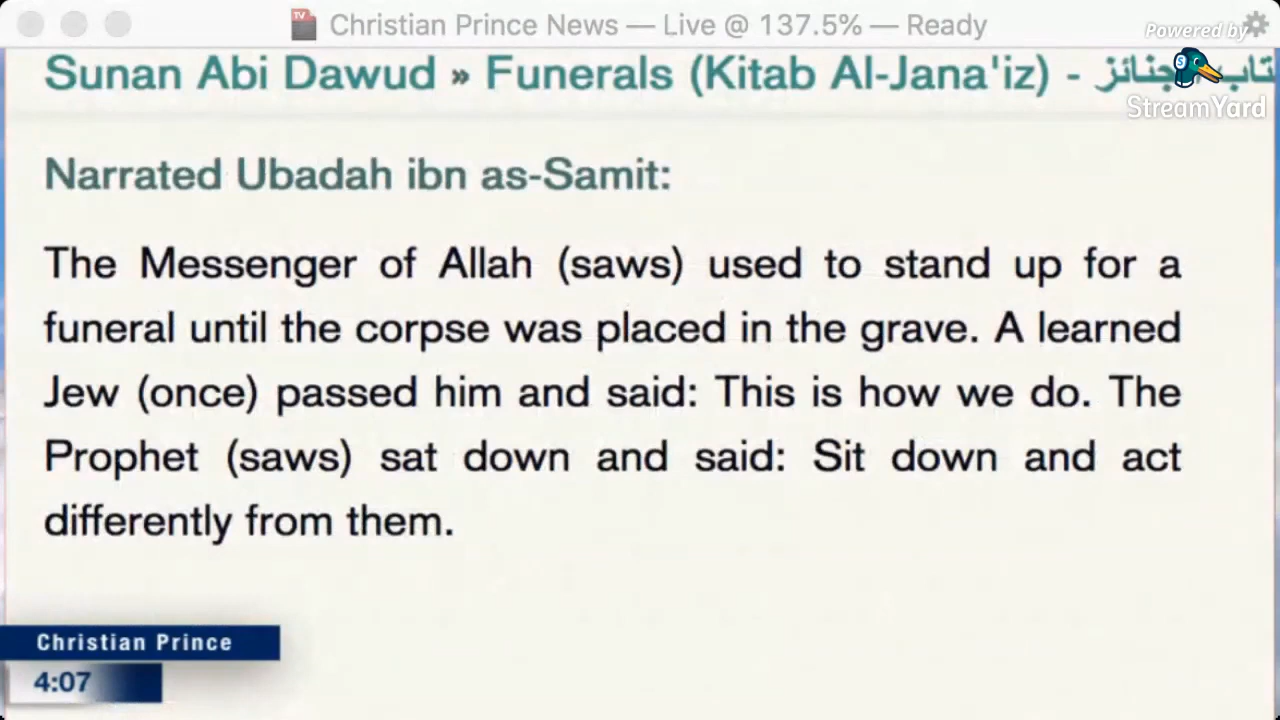 Christian Prince News — Live @ 137.5% — Ready
Powered by
Sunan Abi Dawud » Funerals (Kitab Al-Jana'iz) -
StreamYard
Narrated Ubadah ibn as-Samit:
The Messenger of Allah (saws) used to stand up for a
funeral until the corpse was placed in the grave. A learned
Jew (once) passed him and said: This is how we do. The
Prophet (saws) sat down and said: Sit down and act
differently from them.
Christian Prince
4:07